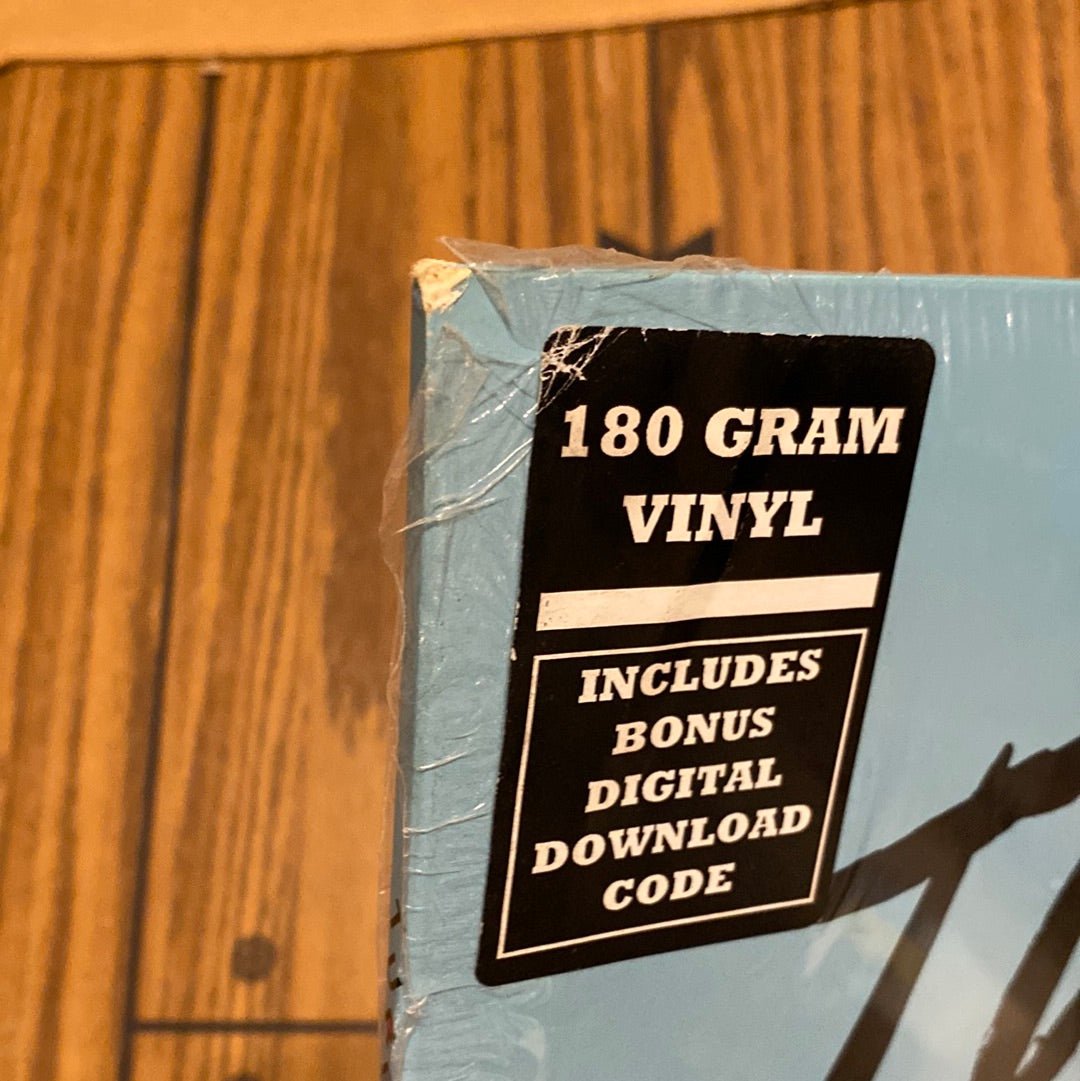 180 GRAM
VINYL
INCLUDES
BONUS
DIGITAL
DOWNLOAD
CODE